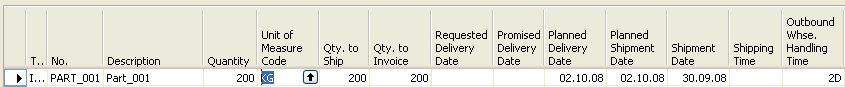 Unit of Measure Code
Requested Delivery Date
Promised Delivery Date
Planned Delivery Date
Planned Shipment Date
Outbound Whse. Handling Time
T.. No. Description Quantity Qty. to Ship Qty. to Invoice Shipment Date Shipping Time
I... PART_001 Part_001 200 KG 200 200 02.10.08 02.10.08 30.09.08 2D